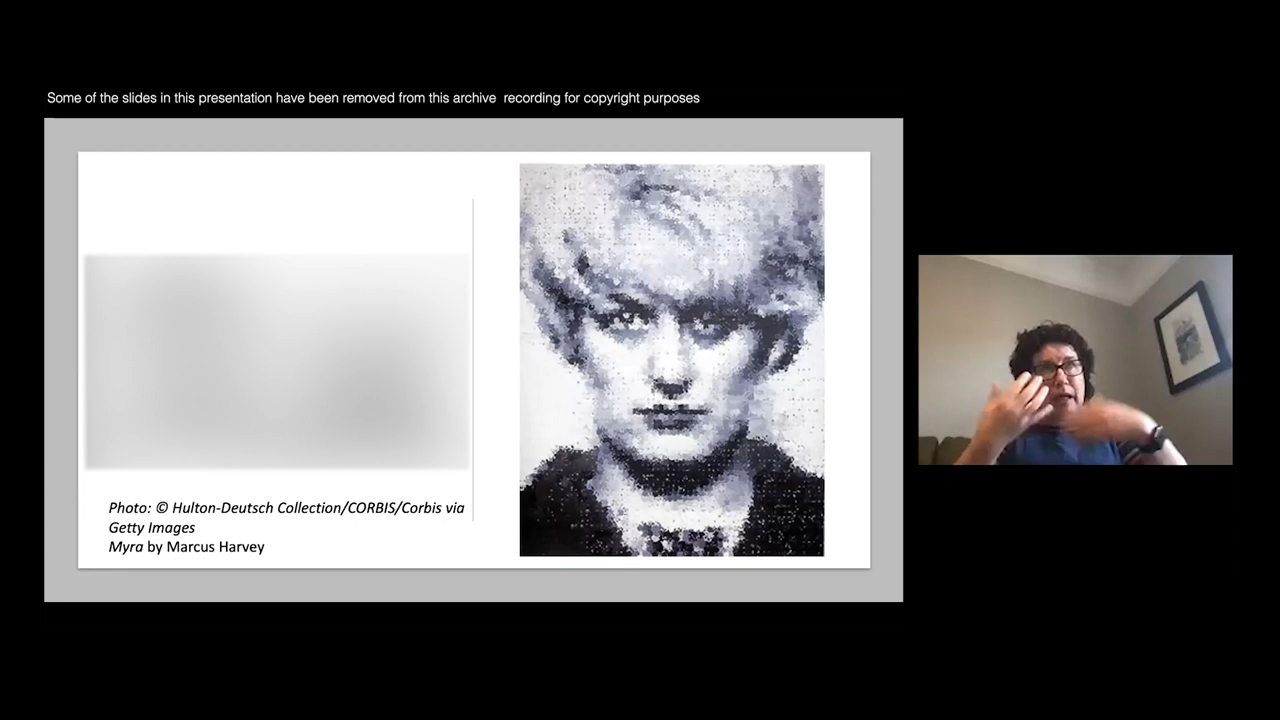 Some of the slides in this presentation have been removed from this archive recording for copyright purposes
Photo: © Hulton-Deutsch Collection/CORBIS/Corbis via
Getty Images
Myra by Marcus Harvey